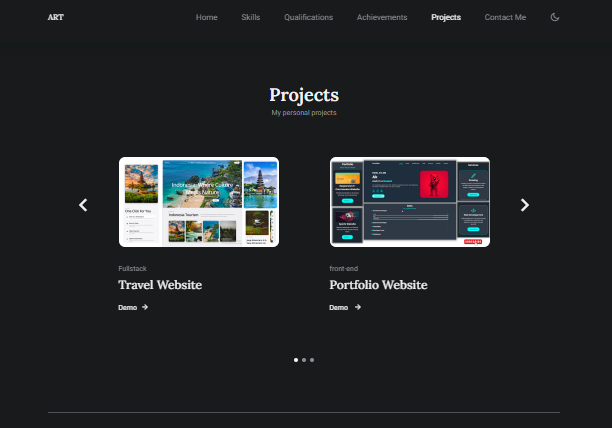 ART
Home Skills Qualifications Achievements Projects Contact Me
Projects
My personal projects
Indonesia: Where Culture
Meets Nature
One Click For You
Indonesia Tourism
Fullstack
Travel Website
Demo
front-end
Portfolio Website
Demo